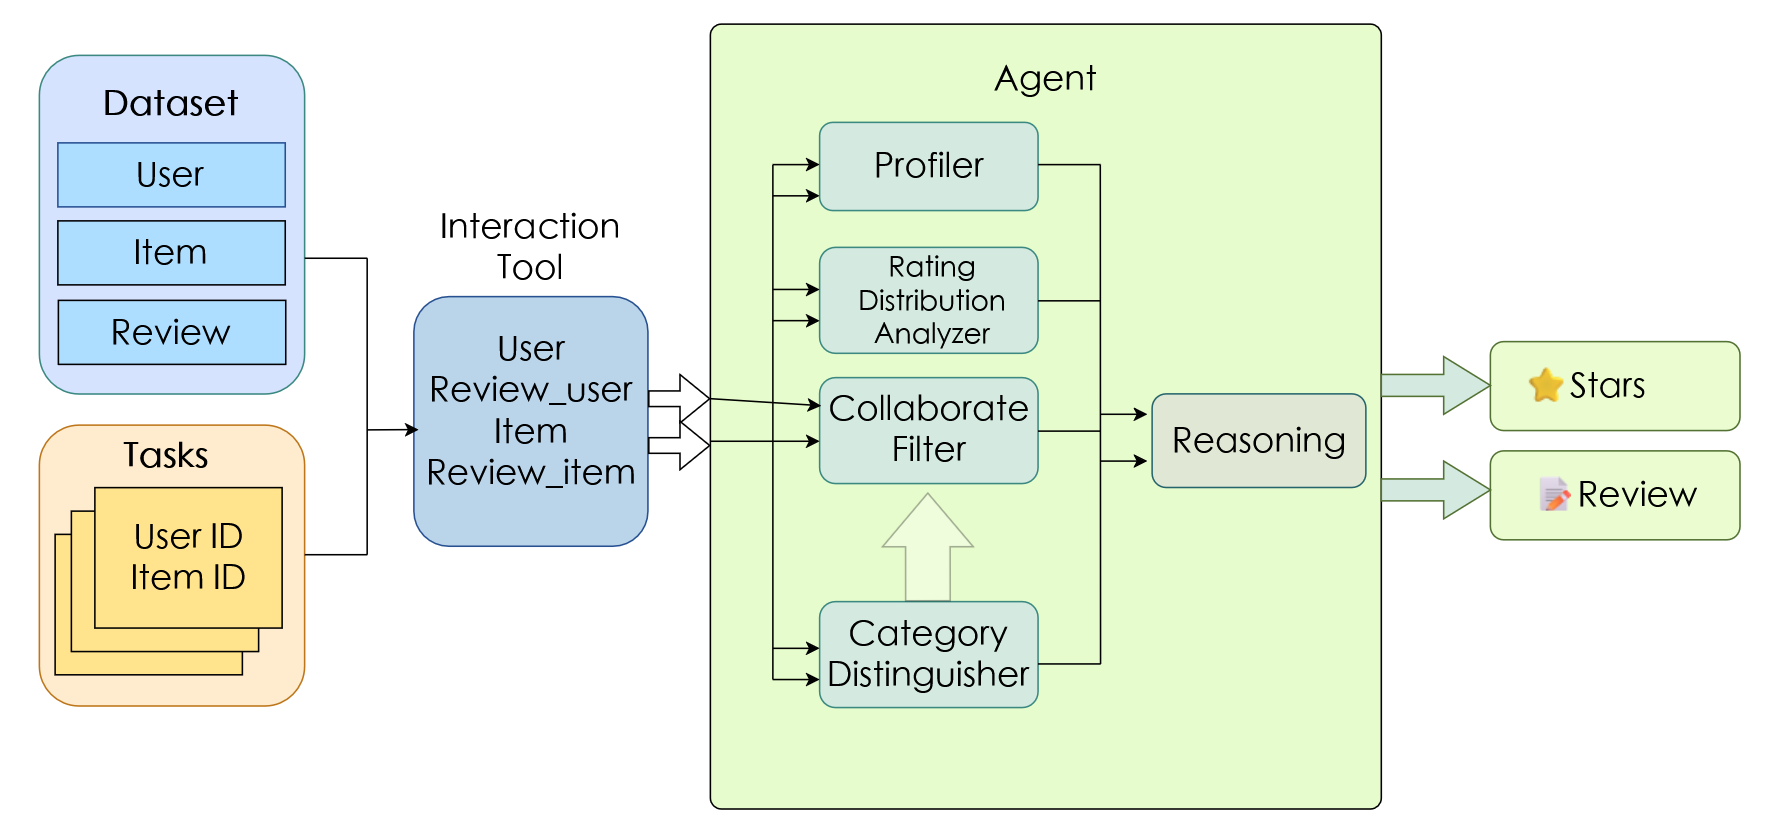 Dataset
User
Item
Review
Tasks
User ID
Item ID
Interaction
Tool
User
Review_user
Item
Review_item
Agent
Profiler
Rating
Distribution
Analyzer
Collaborate
Filter
Category
Distinguisher
Reasoning
Stars
Review